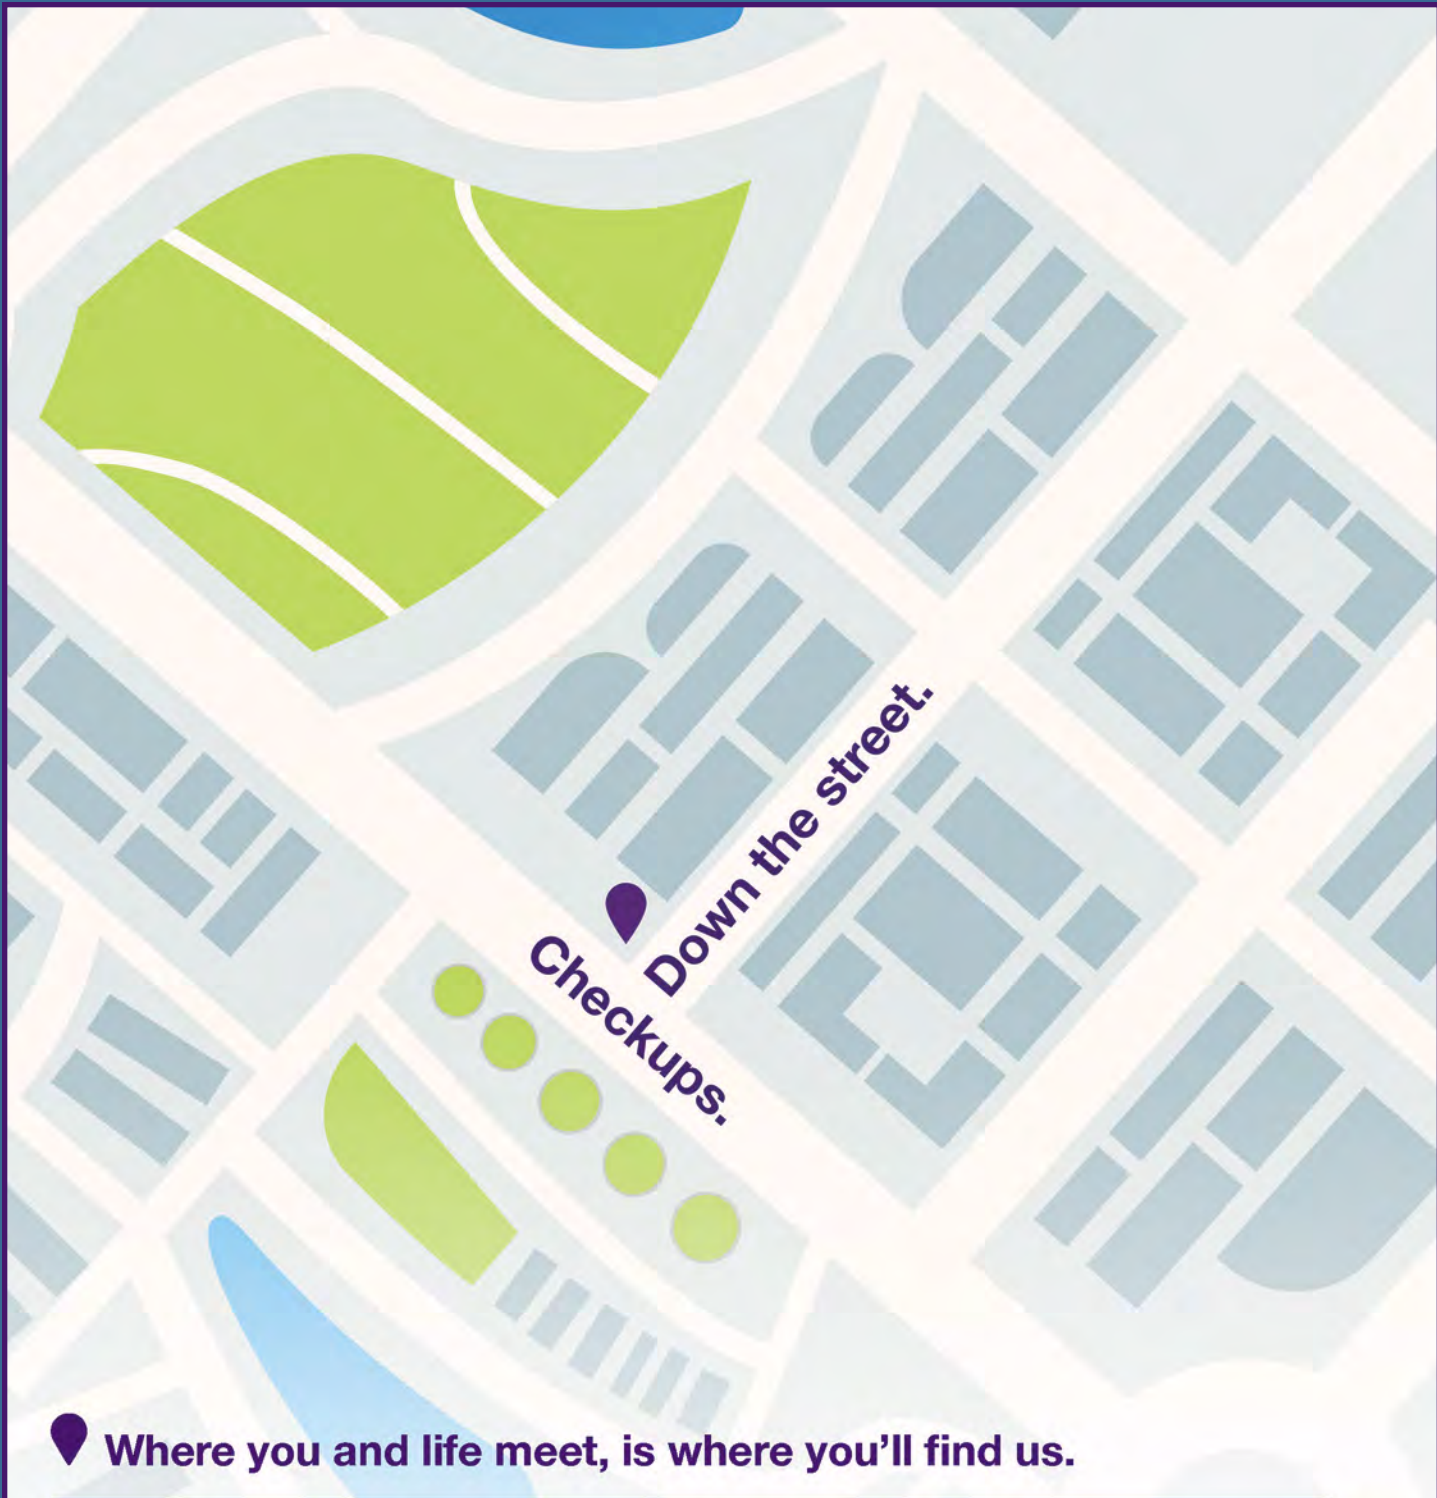 Down the street.
Checkups.
Where you and life meet, is where you’ll find us.